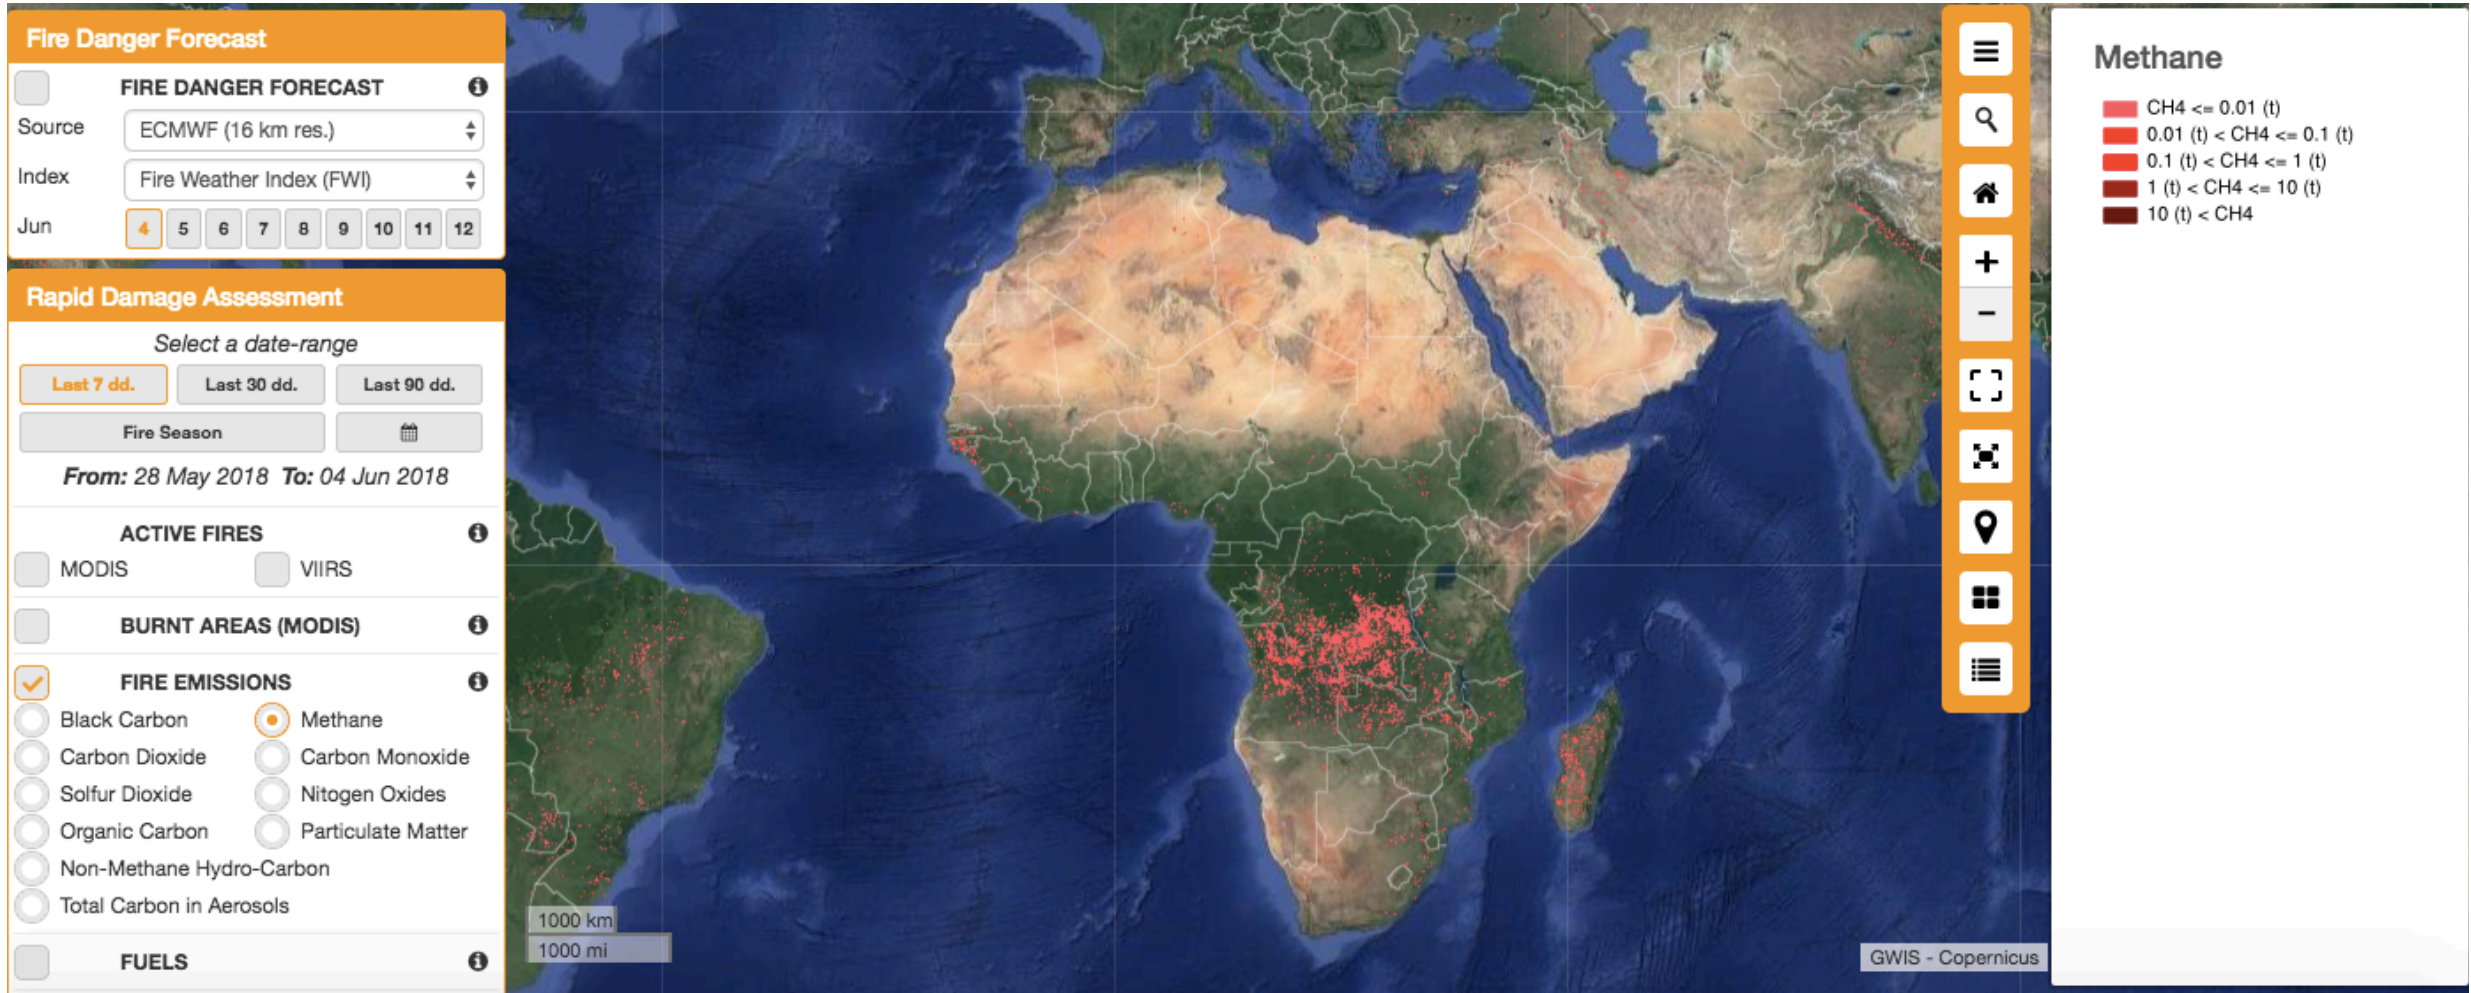 Fire Danger Forecast
FIRE DANGER FORECAST
Source
ECMWF (16 km res.)
Index
Fire Weather Index (FWI)
Jun
4 5 6 7 8 9 10 11 12
Rapid Damage Assessment
Select a date-range
Last 7 dd. Last 30 dd. Last 90 dd.
Fire Season
From: 28 May 2018 To: 04 Jun 2018
ACTIVE FIRES
MODIS VIIRS
BURNT AREAS (MODIS)
FIRE EMISSIONS
Black Carbon Methane
Carbon Dioxide Carbon Monoxide
Solfur Dioxide Nitogen Oxides
Organic Carbon Particulate Matter
Non-Methane Hydro-Carbon
Total Carbon in Aerosols
FUELS
1000 km
1000 mi
GWIS - Copernicus
Methane
CH4 <= 0.01 (t)
0.01 (t) < CH4 <= 0.1 (t)
0.1 (t) < CH4 <= 1 (t)
1 (t) < CH4 <= 10 (t)
10 (t) < CH4